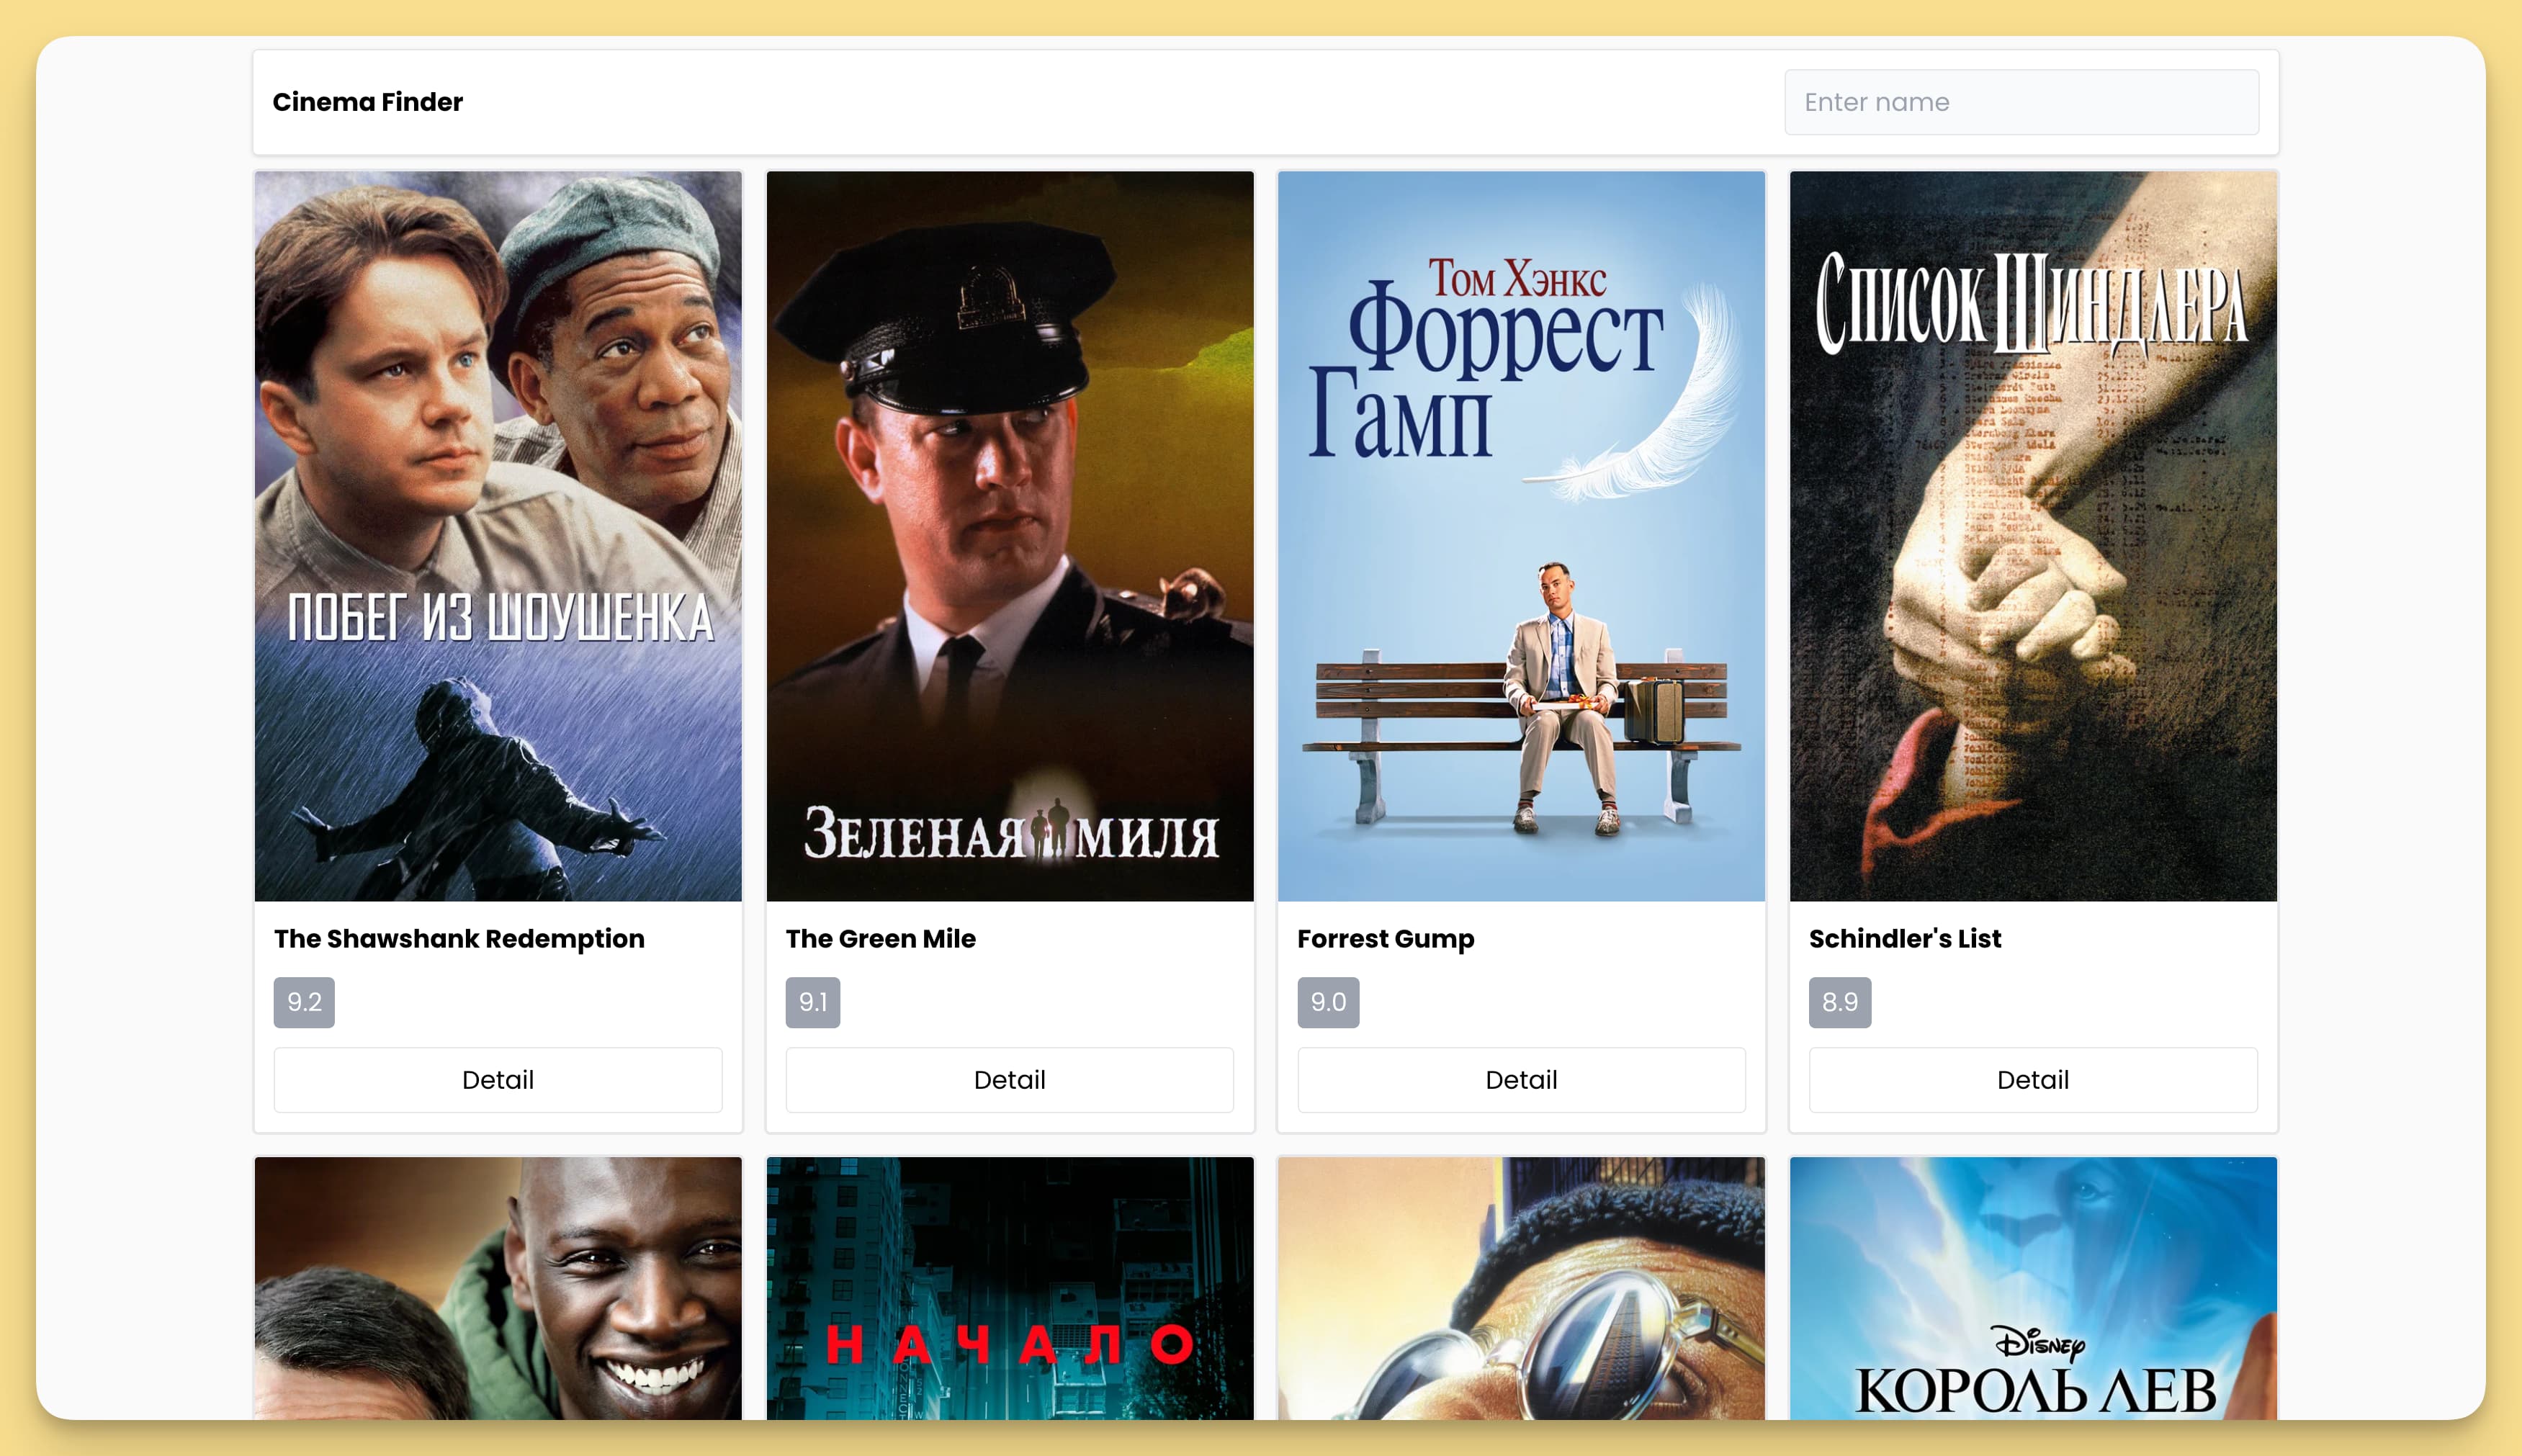 Cinema Finder
Enter name
ПОБЕГ ИЗ ШОУШЕНКА
ЗЕЛЕНАЯ МИЛЯ
Том Хэнкс
Форрест
Гамп
Список Шиндлера
The Shawshank Redemption
The Green Mile
Forrest Gump
Schindler's List
9.2
9.1
9.0
8.9
Detail
Detail
Detail
Detail
НАЧАЛО
Disney
КОРОЛЬ ЛЕВ